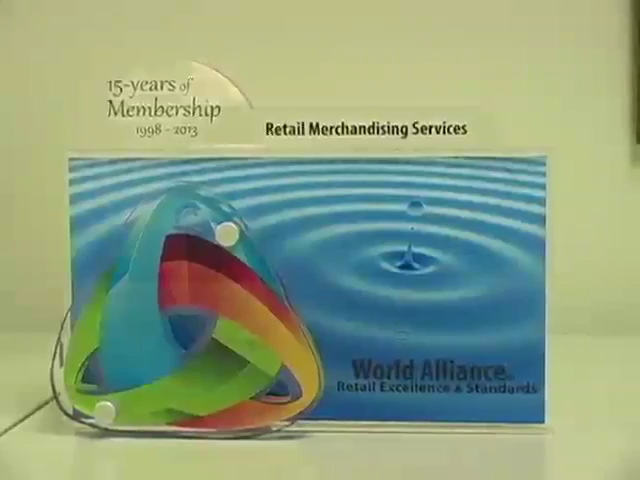 15-years of
Membership
1998 - 2013
Retail Merchandising Services
World Alliance
Retail Excellence & Standards